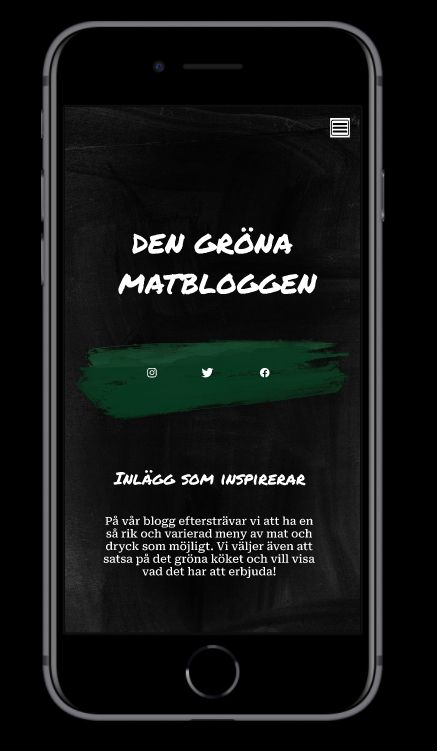 DEN GRÖNA
MATBLOGGEN
INLÄGG SOM INSPIRERAR
På vår blogg eftersträvar vi att ha en
så rik och varierad meny av mat och
dryck som möjligt. Vi väljer även att
satsa på det gröna köket och vill visa
vad det har att erbjuda!